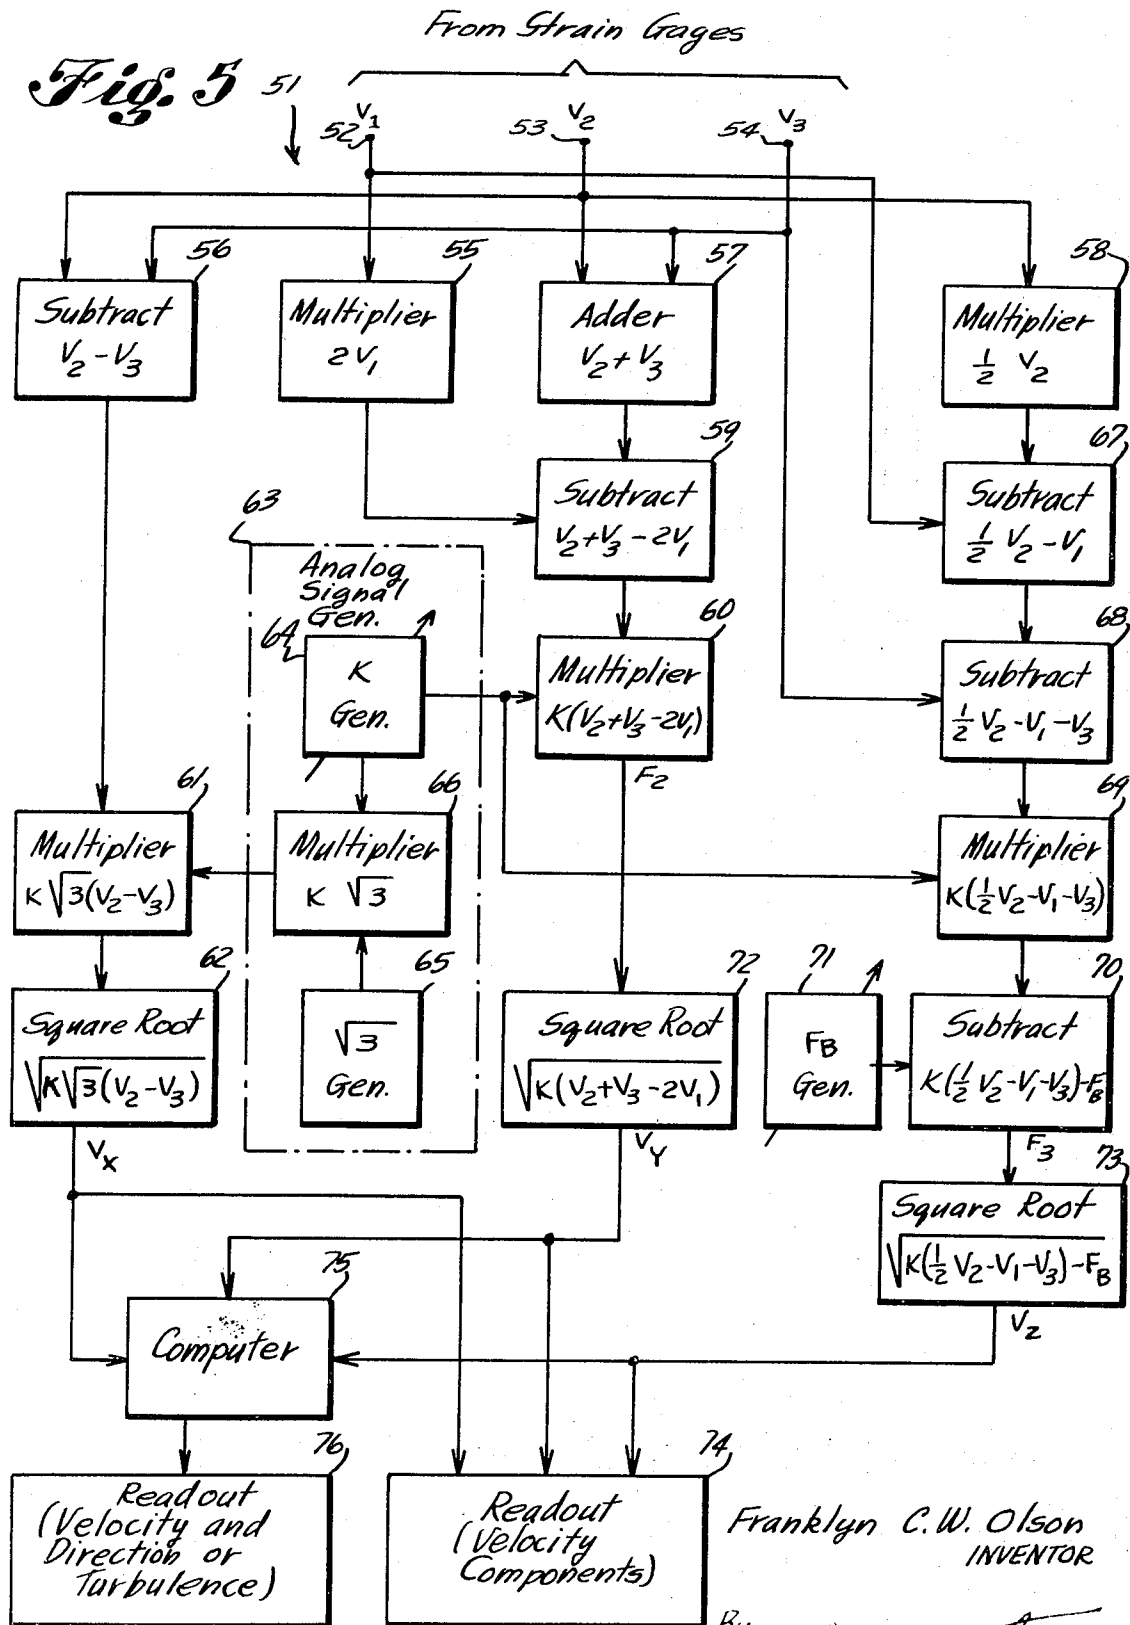 From Strain Gages
Fig. 5
51
V1
V2
V3
52
53
54
56
55
57
58
Subtract
V2 - V3
Multiplier
2V1
Adder
V2 + V3
Multiplier
1/2 V2
59
67
Subtract
V2+V3 - 2V1
Subtract
1/2 V2 - V1
63
Analog
Signal
Gen.
64
K
Gen.
60
68
Multiplier
K(V2+V3-2V1)
Subtract
1/2 V2 - V1 - V3
F2
61
66
69
Multiplier
K√3(V2-V3)
Multiplier
K √3
Multiplier
K(1/2 V2-V1-V3)
62
65
72
71
70
Square Root
√K√3(V2-V3)
√3
Gen.
Square Root
√K(V2+V3-2V1)
FB
Gen.
Subtract
K(1/2 V2-V1-V3)-FB
VX
VY
F3
73
Square Root
√K(1/2 V2-V1-V3)-FB
VZ
75
Computer
76
74
Readout
(Velocity and
Direction or
Turbulence)
Readout
(Velocity
Components)
Franklyn C.W. Olson
INVENTOR
By